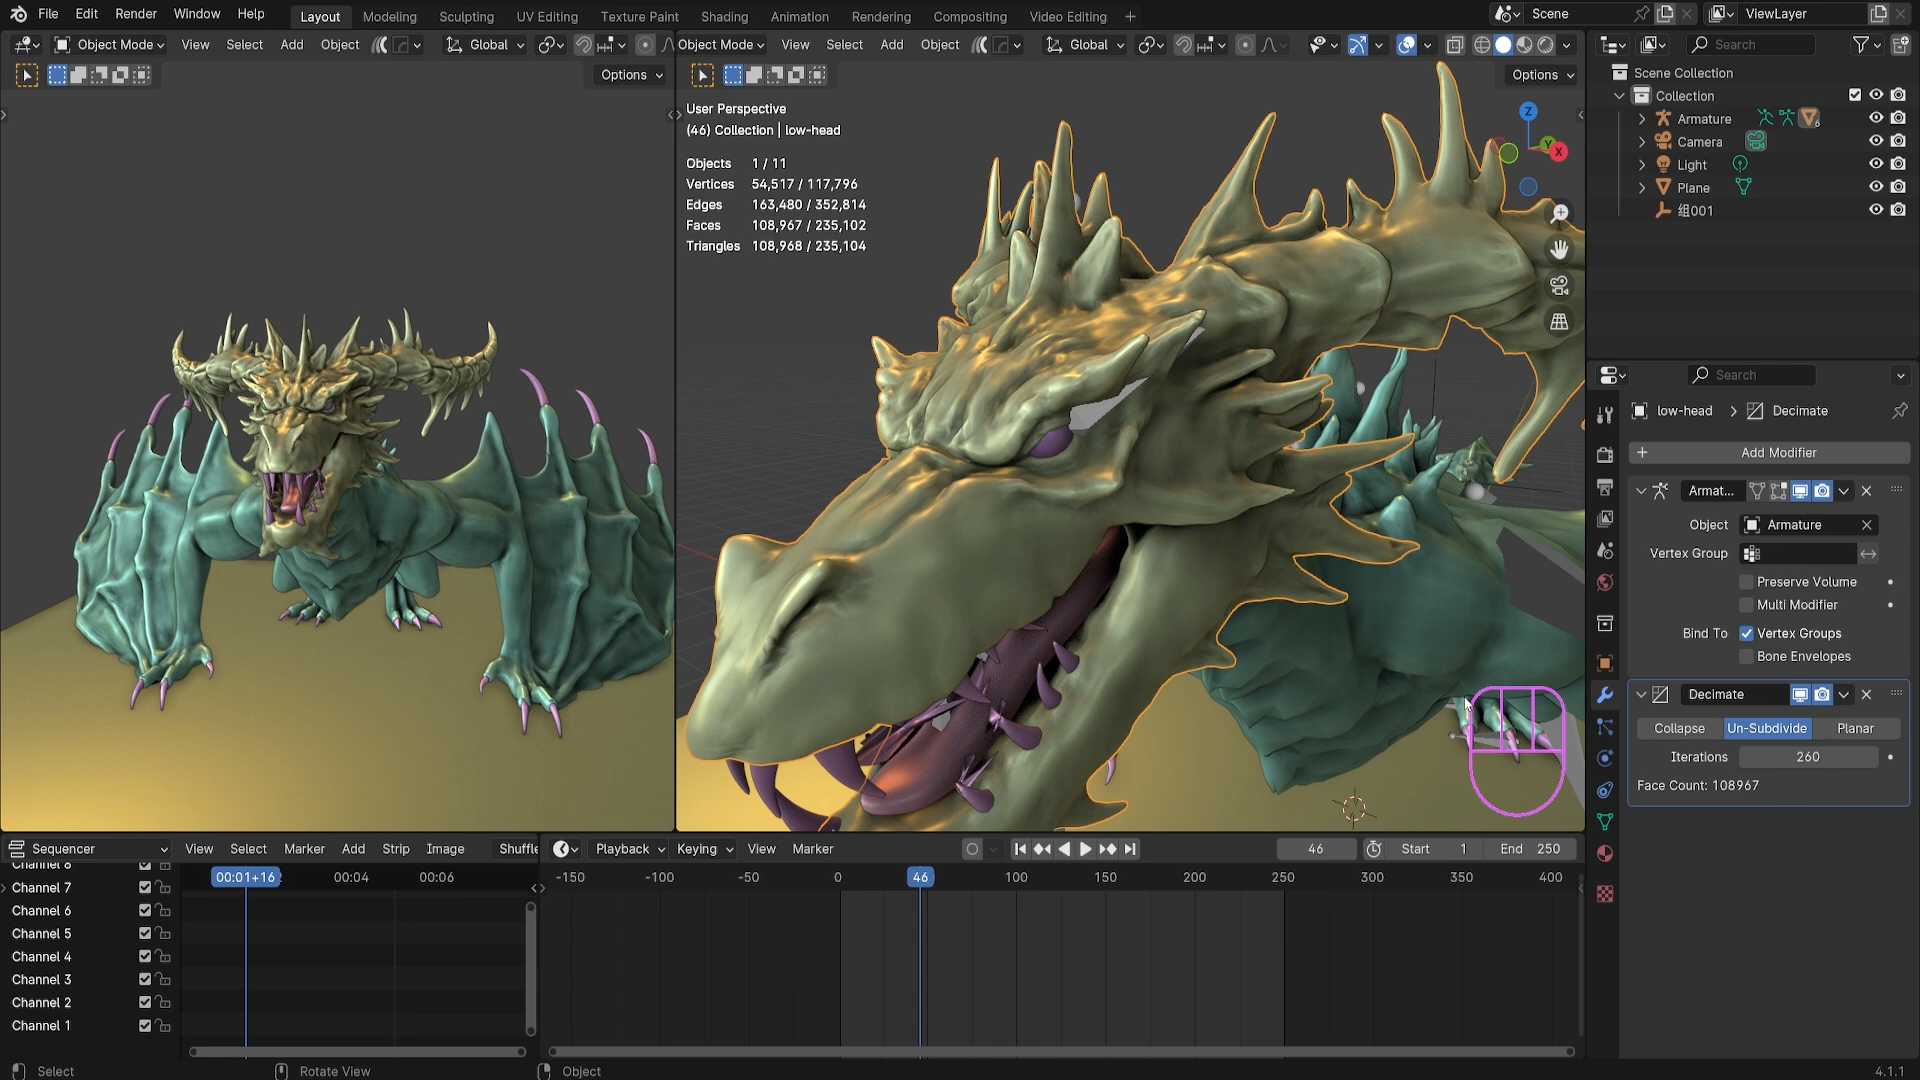 File Edit Render Window Help
Layout Modeling Sculpting UV Editing Texture Paint Shading Animation Rendering Compositing Video Editing +
Scene
ViewLayer
Object Mode View Select Add Object Global
Object Mode View Select Add Object Global
Search
Options
Options
User Perspective
(46) Collection | low-head
Objects 1 / 11
Vertices 54,517 / 117,796
Edges 163,480 / 352,814
Faces 108,967 / 235,102
Triangles 108,968 / 235,104
Z
Y
X
Scene Collection
Collection
Armature
Camera
Light
Plane
组001
Search
low-head > Decimate
+ Add Modifier
Armat...
Object Armature
Vertex Group
Preserve Volume
Multi Modifier
Bind To Vertex Groups
Bone Envelopes
Decimate
Collapse Un-Subdivide Planar
Iterations 260
Face Count: 108967
Sequencer View Select Marker Add Strip Image Shuffle
Playback Keying View Marker
46 Start 1 End 250
00:01+16 00:04 00:06
-150 -100 -50 0 46 100 150 200 250 300 350 400
Channel 8
Channel 7
Channel 6
Channel 5
Channel 4
Channel 3
Channel 2
Channel 1
Select Rotate View Object
4.1.1